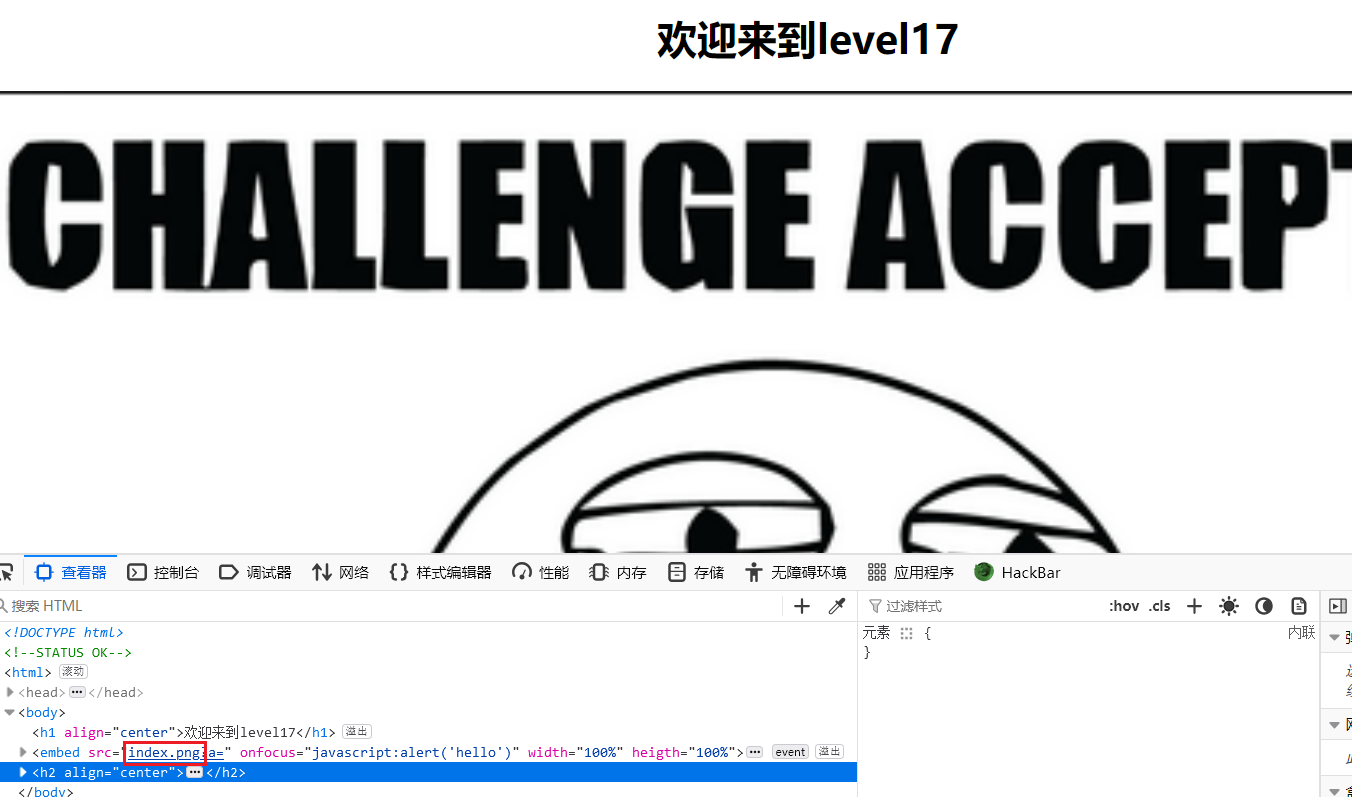 欢迎来到level17
CHALLENGE ACCEPT
查看器 控制台 调试器 网络 样式编辑器 性能 内存 存储 无障碍环境 应用程序 HackBar
搜索 HTML
过滤样式 :hov .cls
<!DOCTYPE html>
<!--STATUS OK-->
<html> 滚动
<head> ••• </head>
<body>
<h1 align="center">欢迎来到level17</h1> 溢出
<embed src="index.png?a=" onfocus="javascript:alert('hello')" width="100%" heigth="100%"> ••• event 溢出
<h2 align="center"> ••• </h2>
</body>
元素 {
内联
}